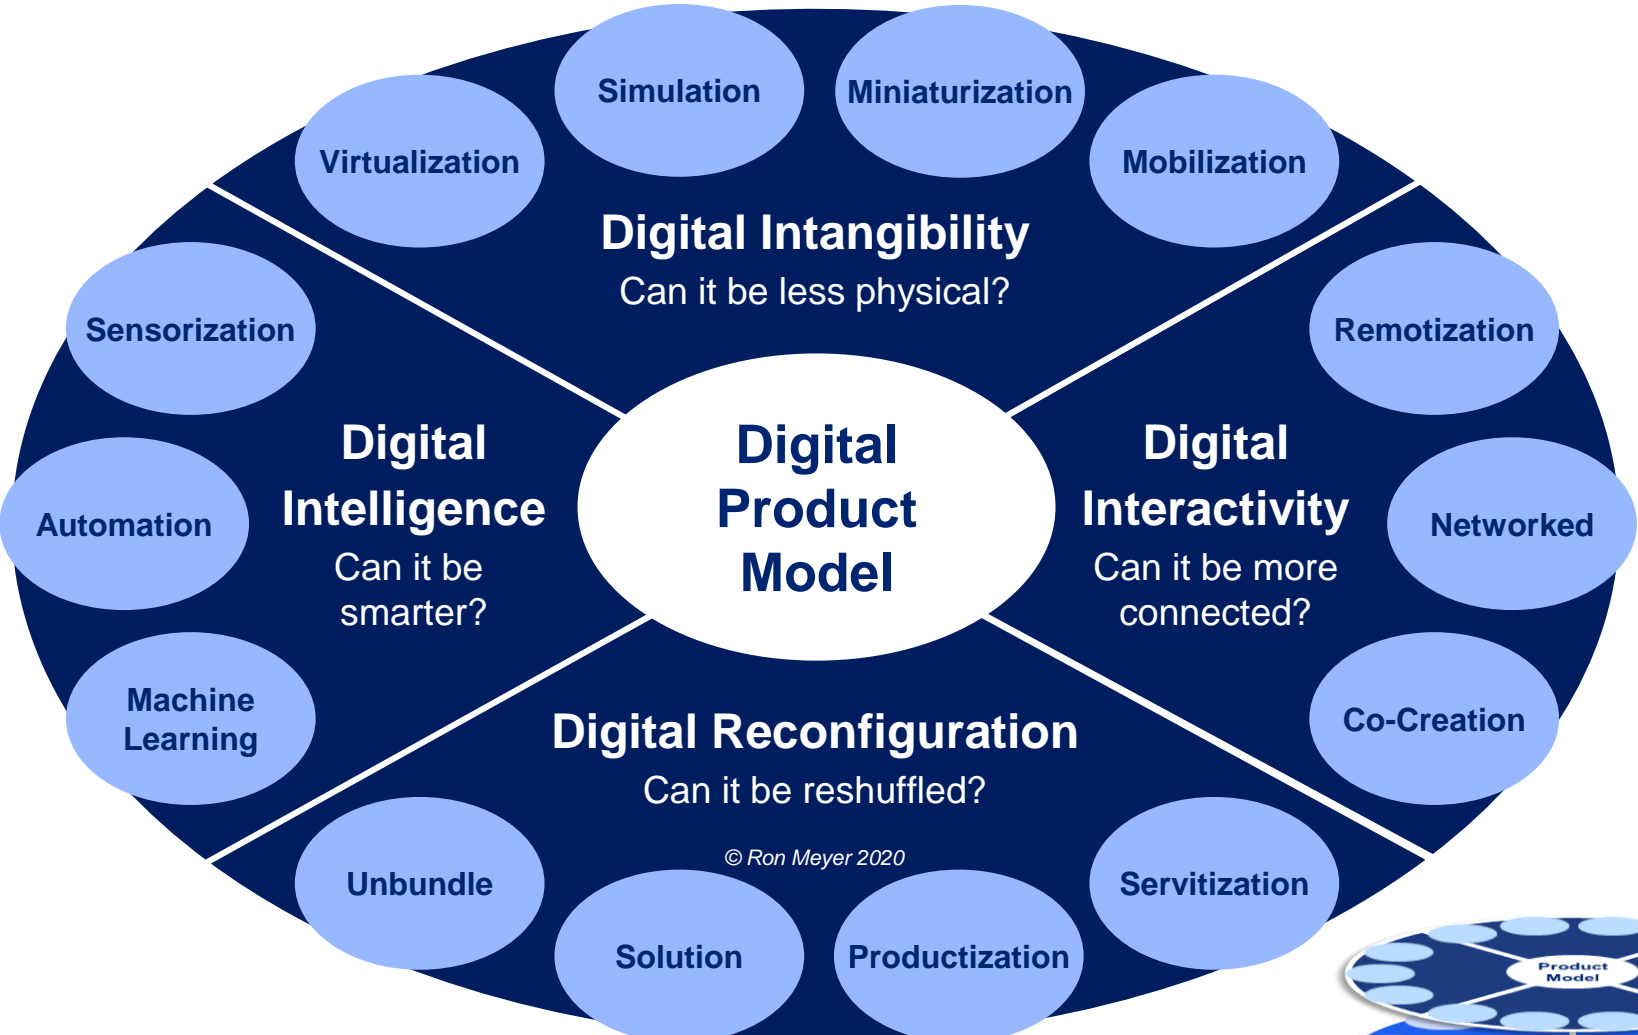 Simulation
Miniaturization
Virtualization
Mobilization
Digital Intangibility
Can it be less physical?
Sensorization
Remotization
Digital
Intelligence
Can it be
smarter?
Digital
Product
Model
Digital
Interactivity
Can it be more
connected?
Automation
Networked
Machine
Learning
Co-Creation
Digital Reconfiguration
Can it be reshuffled?
© Ron Meyer 2020
Unbundle
Servitization
Solution
Productization
Product
Model